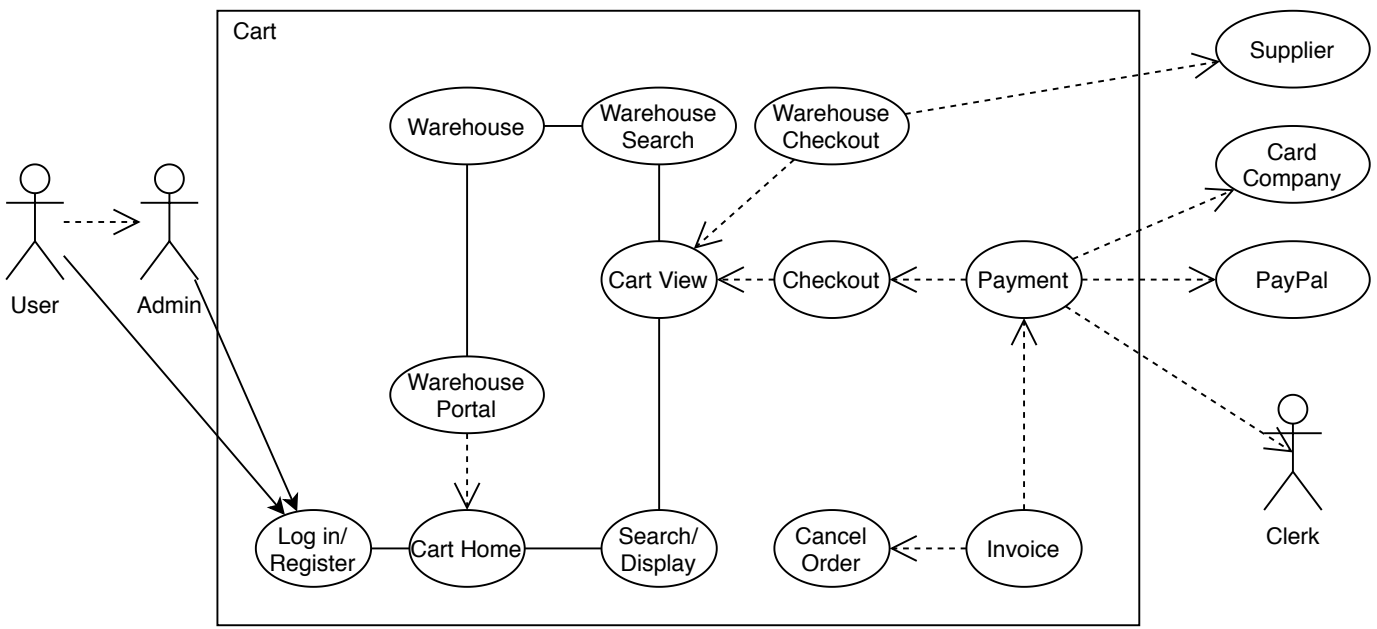 Cart
Supplier
Warehouse
Warehouse
Search
Warehouse
Checkout
Card
Company
User
Admin
Cart View
Checkout
Payment
PayPal
Warehouse
Portal
Log in/
Register
Cart Home
Search/
Display
Cancel
Order
Invoice
Clerk